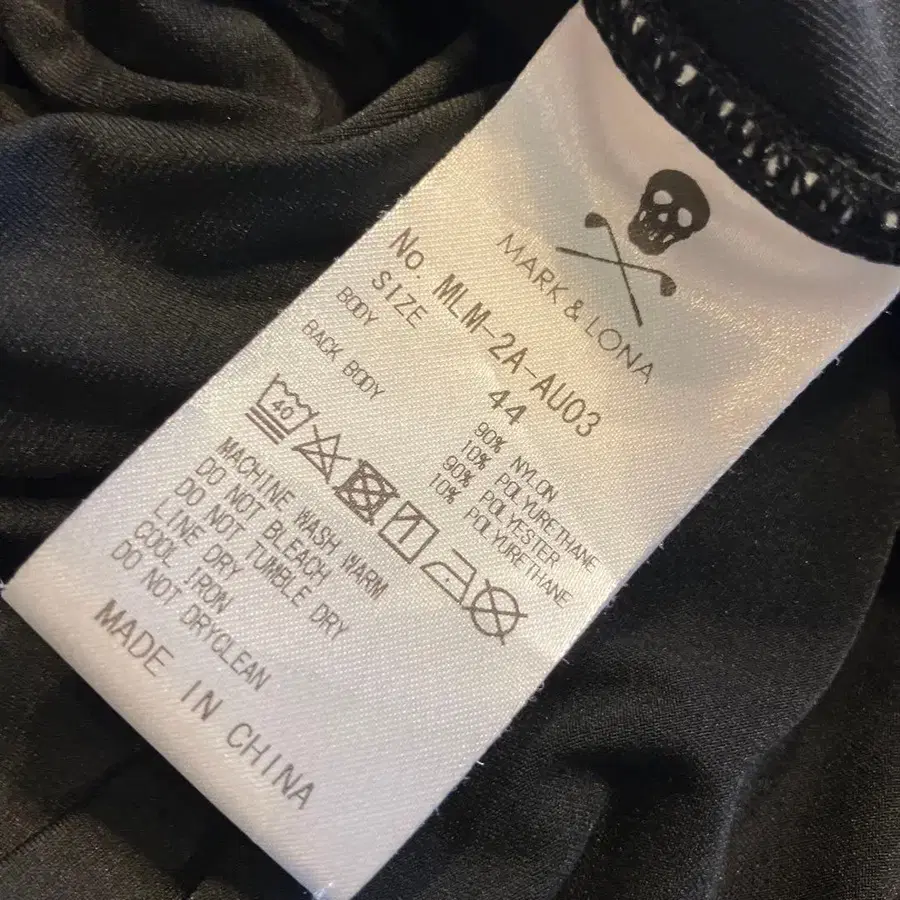 MARK & LONA
No. MLM-2A-AU03
SIZE 44
BODY 90% NYLON
10% POLYURETHANE
BACK BODY 90% POLYESTER
10% POLYURETHANE
40
MACHINE WASH WARM
DO NOT BLEACH
DO NOT TUMBLE DRY
LINE DRY
COOL IRON
DO NOT DRYCLEAN
MADE IN CHINA